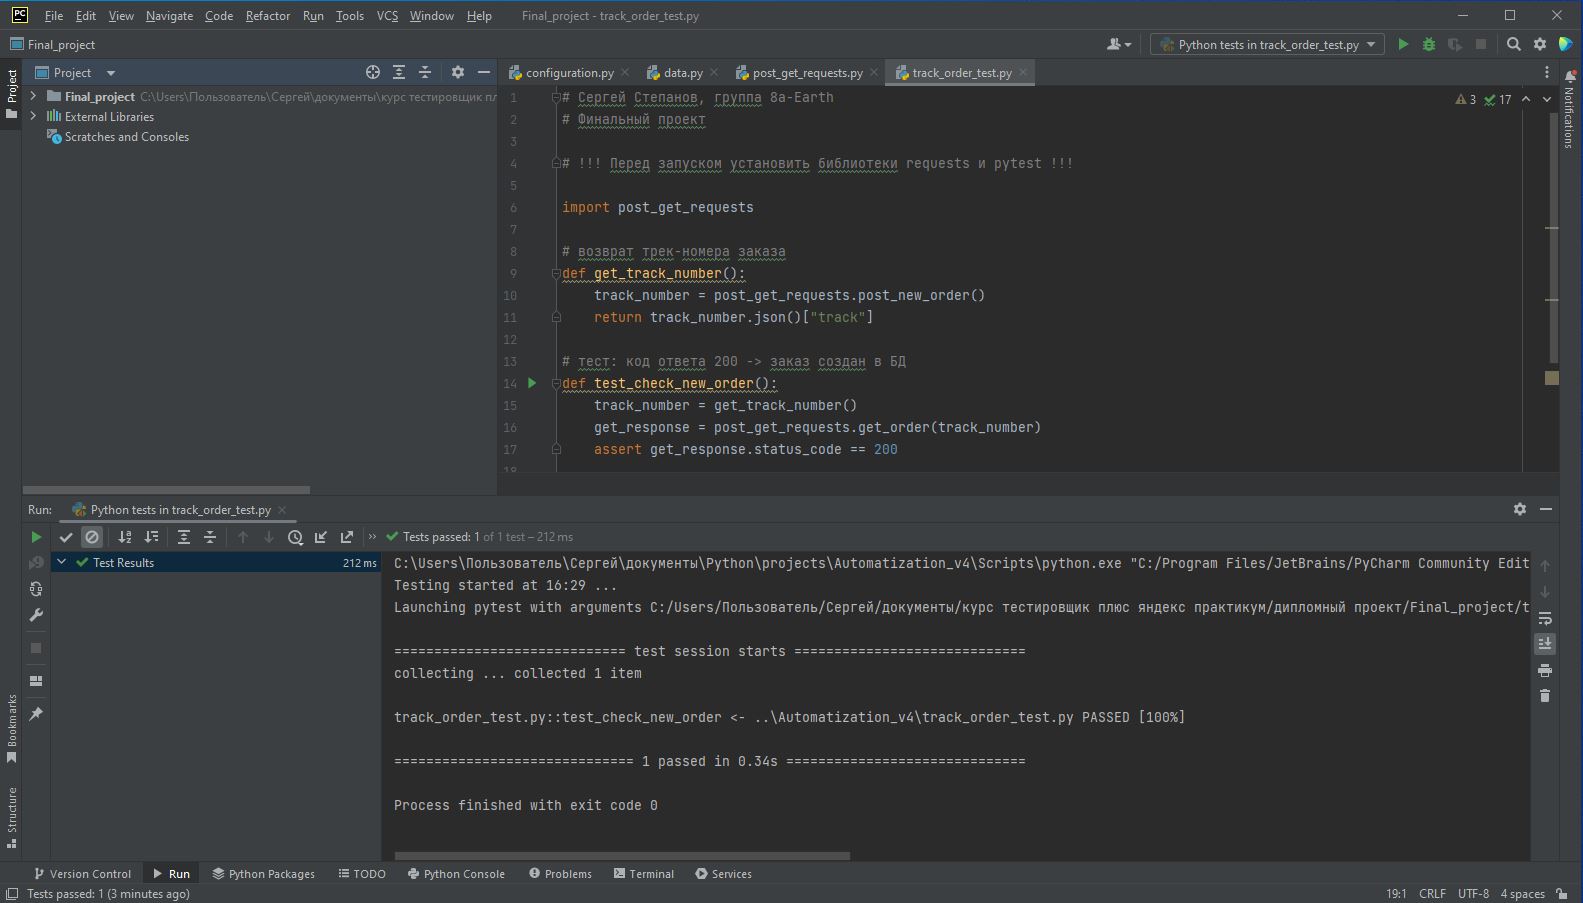 PC File Edit View Navigate Code Refactor Run Tools VCS Window Help Final_project - track_order_test.py
Final_project Python tests in track_order_test.py
Project
Project
configuration.py data.py post_get_requests.py track_order_test.py
Final_project C:\Users\Пользователь\Сергей\документы\курс тестировщик пл
External Libraries
Scratches and Consoles
3 17
Notifications
1 # Сергей Степанов, группа 8a-Earth
2 # Финальный проект
3
4 # !!! Перед запуском установить библиотеки requests и pytest !!!
5
6 import post_get_requests
7
8 # возврат трек-номера заказа
9 def get_track_number():
10 track_number = post_get_requests.post_new_order()
11 return track_number.json()["track"]
12
13 # тест: код ответа 200 -> заказ создан в БД
14 def test_check_new_order():
15 track_number = get_track_number()
16 get_response = post_get_requests.get_order(track_number)
17 assert get_response.status_code == 200
18
Run: Python tests in track_order_test.py
Tests passed: 1 of 1 test – 212 ms
Test Results 212 ms
C:\Users\Пользователь\Сергей\документы\Python\projects\Automatization_v4\Scripts\python.exe "C:/Program Files/JetBrains/PyCharm Community Edit
Testing started at 16:29 ...
Launching pytest with arguments C:/Users/Пользователь/Сергей/документы/курс тестировщик плюс яндекс практикум/дипломный проект/Final_project/t
============================= test session starts =============================
collecting ... collected 1 item
track_order_test.py::test_check_new_order <- ..\Automatization_v4\track_order_test.py PASSED [100%]
============================== 1 passed in 0.34s ==============================
Process finished with exit code 0
Bookmarks
Structure
Version Control Run Python Packages TODO Python Console Problems Terminal Services
Tests passed: 1 (3 minutes ago) 19:1 CRLF UTF-8 4 spaces